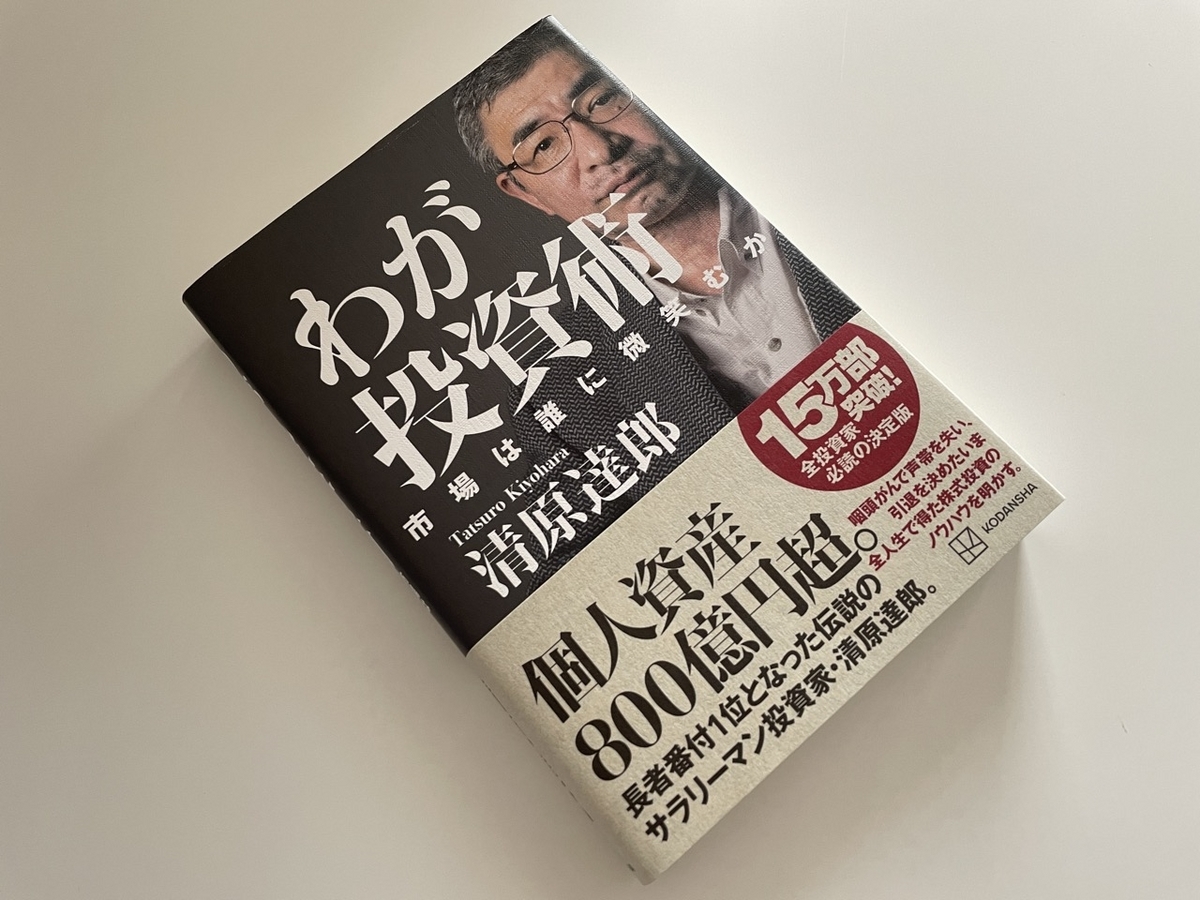 わが
投資術
市場は誰に微笑むか
Tatsuro Kiyohara
清原達郎
15万部
突破!
全投資家
必読の決定版
咽頭がんで声帯を失い、
引退を決めたいま
全人生で得た株式投資の
ノウハウを明かす。
個人資産
800億円超。
長者番付1位となった伝説の
サラリーマン投資家・清原達郎。
KODANSHA